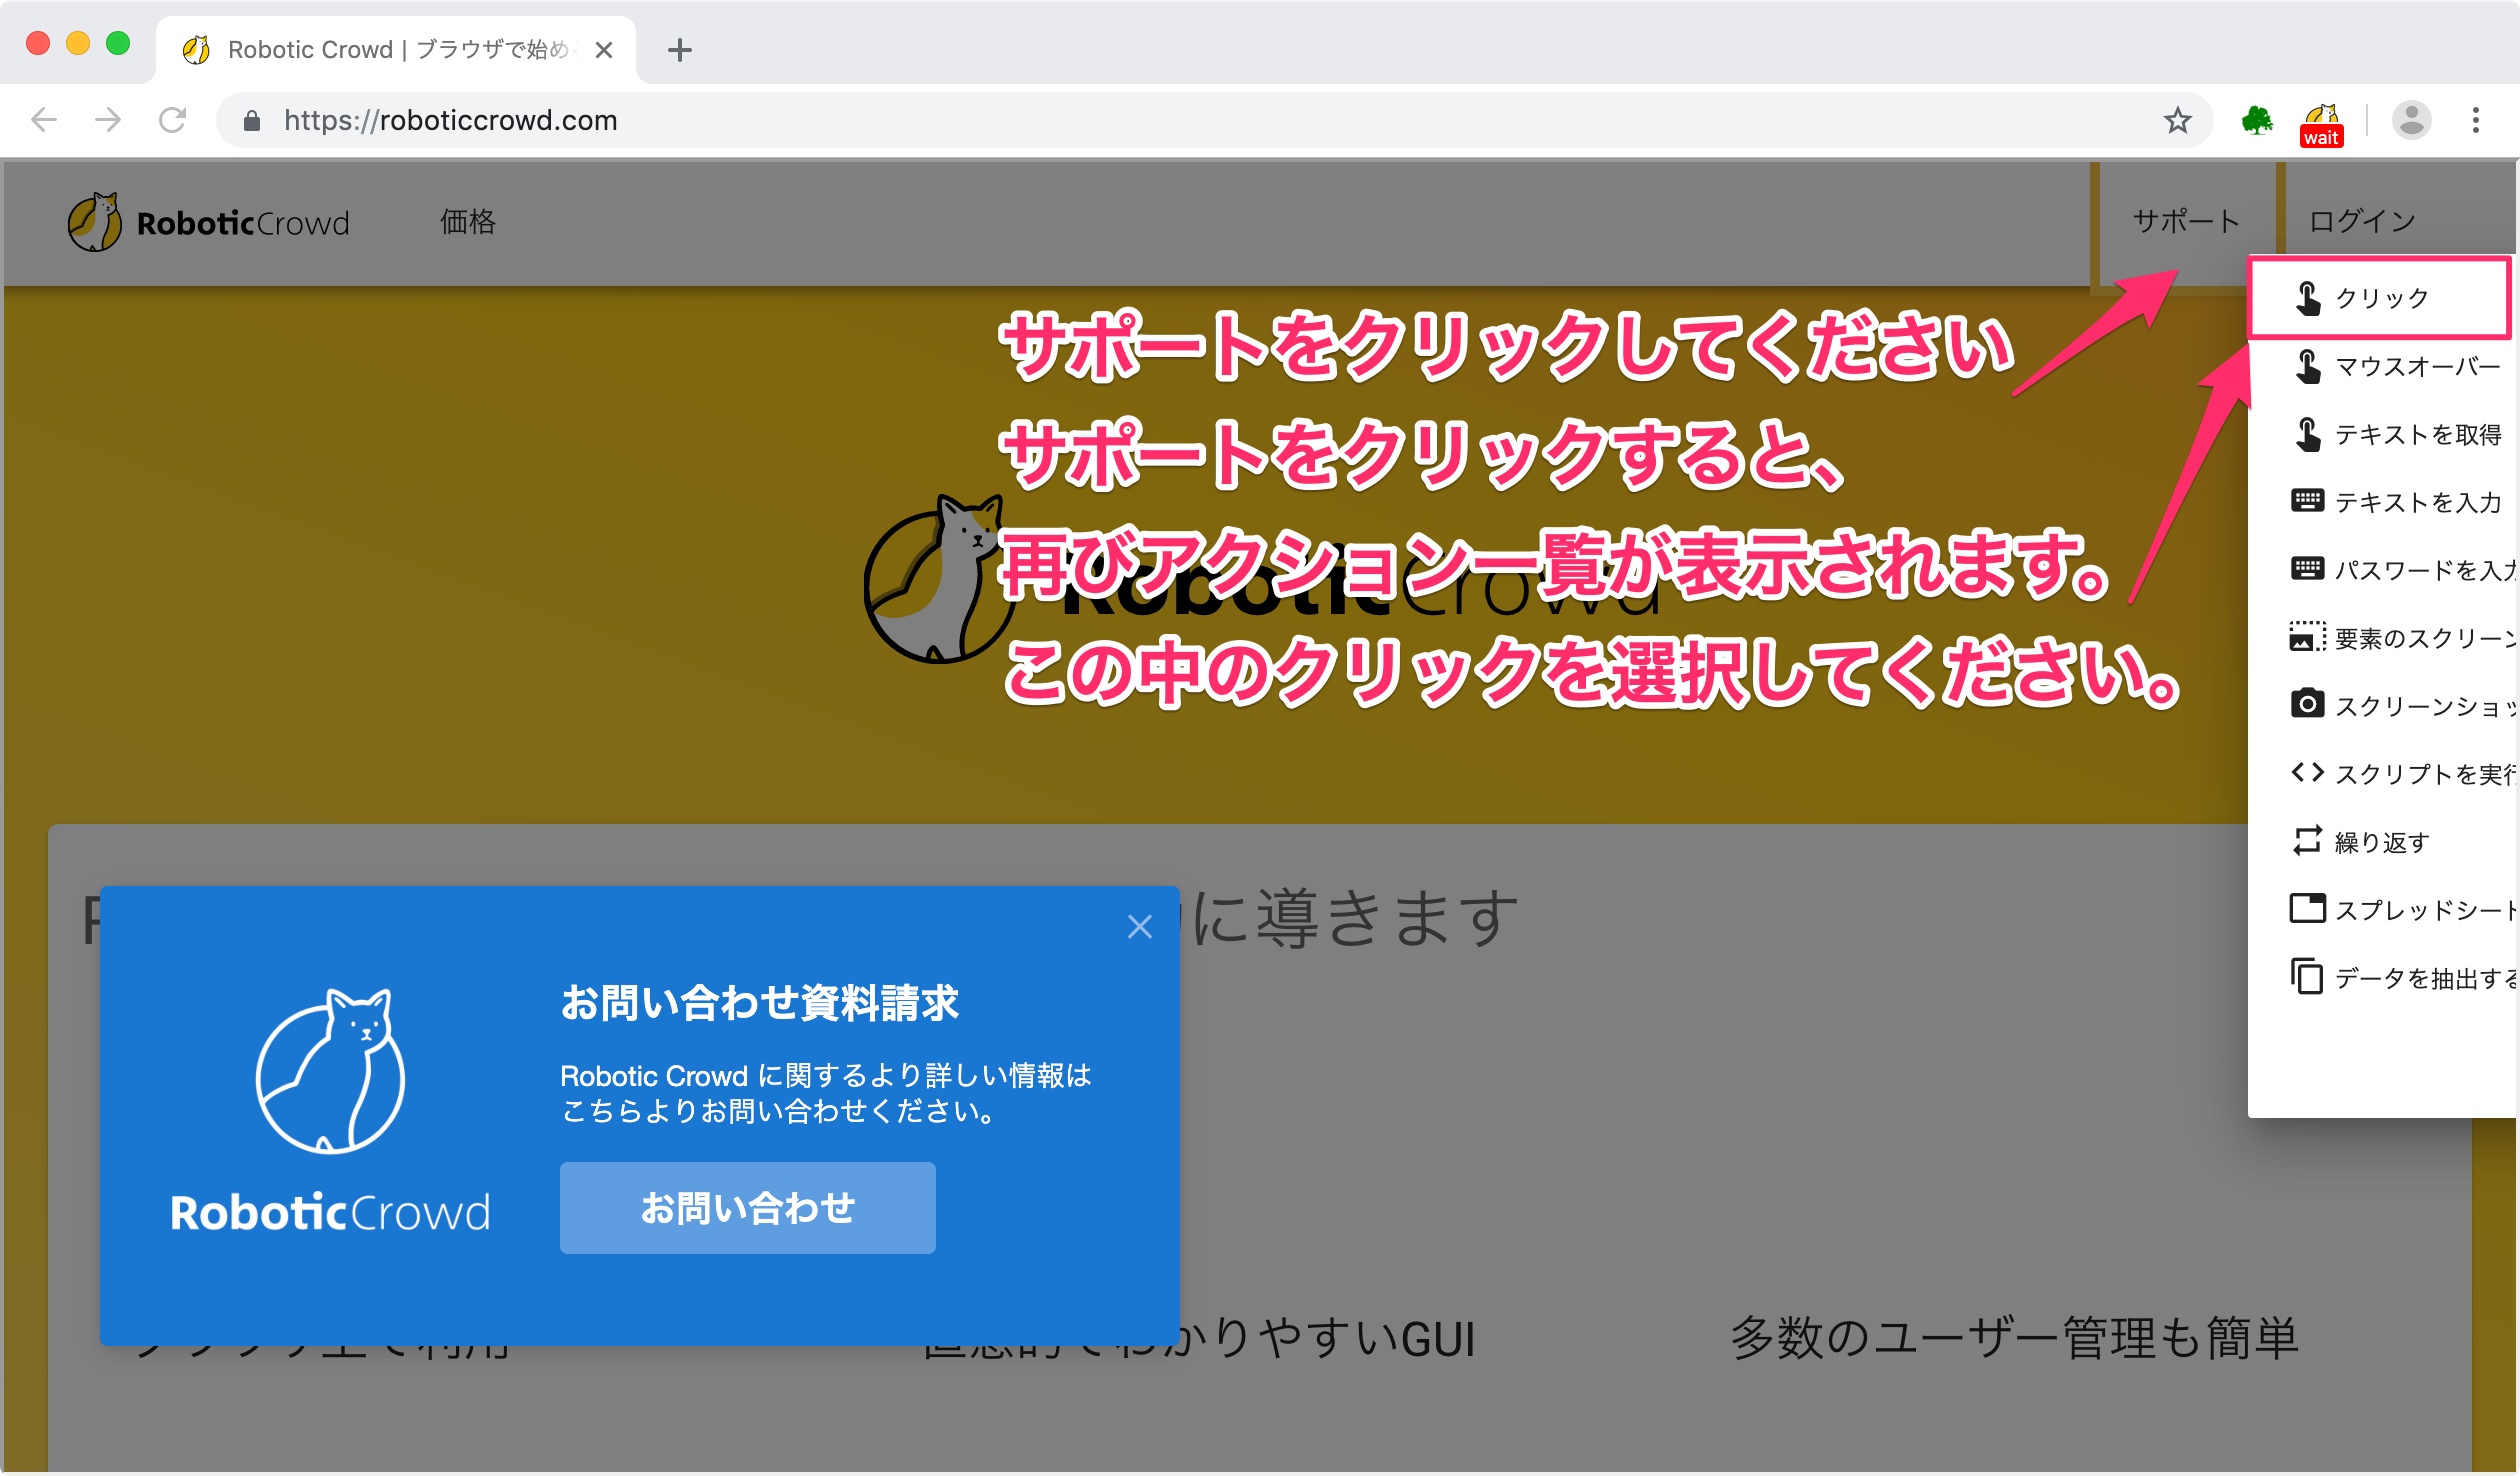 Robotic Crowd | ブラウザで始め
https://roboticcrowd.com
wait
RoboticCrowd
価格
サポート
ログイン
サポートをクリックしてください
サポートをクリックすると、
再びアクション一覧が表示されます。
この中のクリックを選択してください。
RoboticCrowd
クリック
マウスオーバー
テキストを取得
テキストを入力
パスワードを入力
要素のスクリーン
スクリーンショッ
スクリプトを実行
繰り返す
スプレッドシート
データを抽出する
に導きます
お問い合わせ資料請求
Robotic Crowd に関するより詳しい情報は
こちらよりお問い合わせください。
お問い合わせ
RoboticCrowd
わかりやすいGUI
多数のユーザー管理も簡単